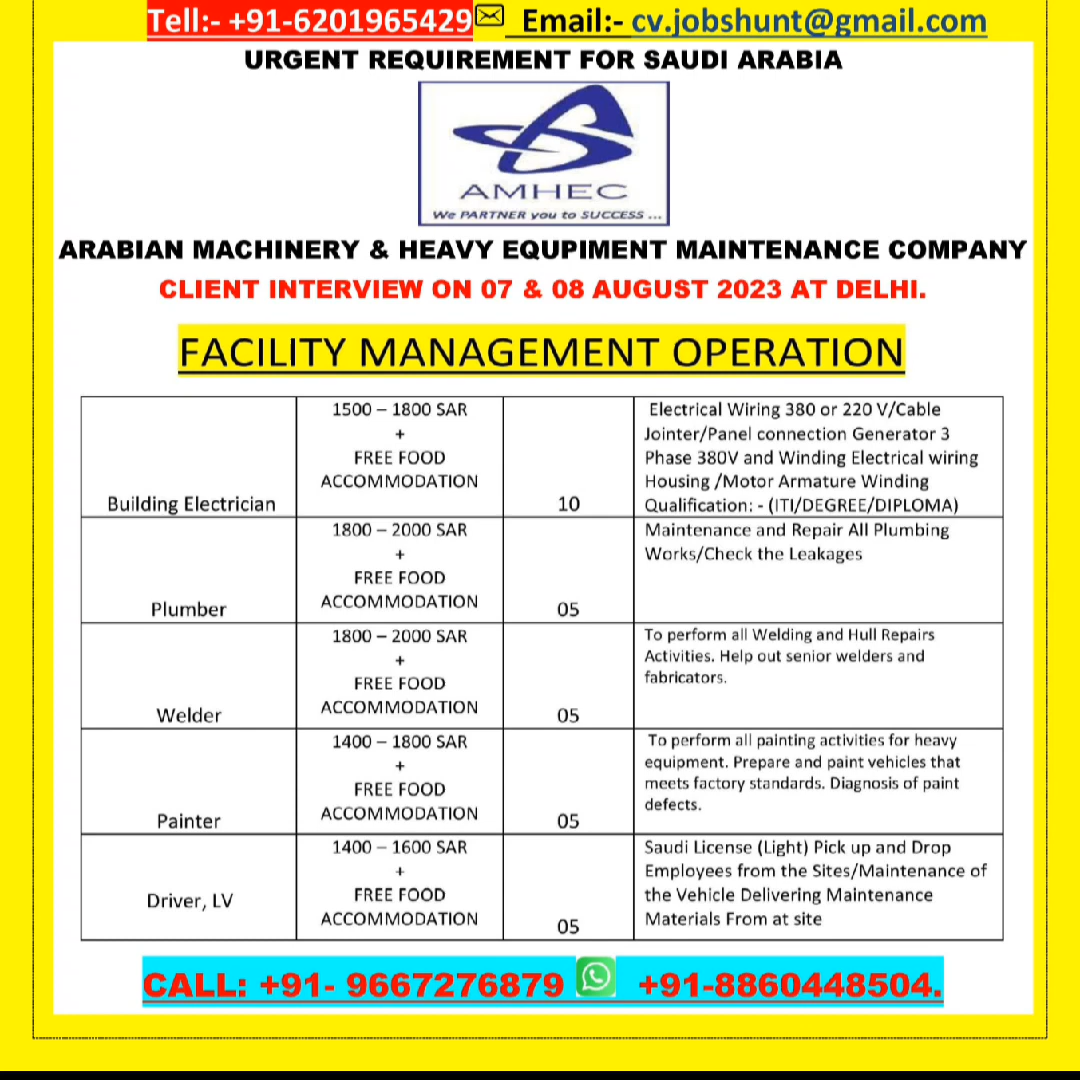 Tell:- +91-6201965429 Email:- cv.jobshunt@gmail.com
URGENT REQUIREMENT FOR SAUDI ARABIA
AMHEC
We PARTNER you to SUCCESS ...
ARABIAN MACHINERY & HEAVY EQUPIMENT MAINTENANCE COMPANY
CLIENT INTERVIEW ON 07 & 08 AUGUST 2023 AT DELHI.
FACILITY MANAGEMENT OPERATION
Building Electrician
1500 – 1800 SAR
+
FREE FOOD
ACCOMMODATION
10
Electrical Wiring 380 or 220 V/Cable
Jointer/Panel connection Generator 3
Phase 380V and Winding Electrical wiring
Housing /Motor Armature Winding
Qualification: - (ITI/DEGREE/DIPLOMA)
Plumber
1800 – 2000 SAR
+
FREE FOOD
ACCOMMODATION
05
Maintenance and Repair All Plumbing
Works/Check the Leakages
Welder
1800 – 2000 SAR
+
FREE FOOD
ACCOMMODATION
05
To perform all Welding and Hull Repairs
Activities. Help out senior welders and
fabricators.
Painter
1400 – 1800 SAR
+
FREE FOOD
ACCOMMODATION
05
To perform all painting activities for heavy
equipment. Prepare and paint vehicles that
meets factory standards. Diagnosis of paint
defects.
Driver, LV
1400 – 1600 SAR
+
FREE FOOD
ACCOMMODATION
05
Saudi License (Light) Pick up and Drop
Employees from the Sites/Maintenance of
the Vehicle Delivering Maintenance
Materials From at site
CALL: +91- 9667276879 +91-8860448504.